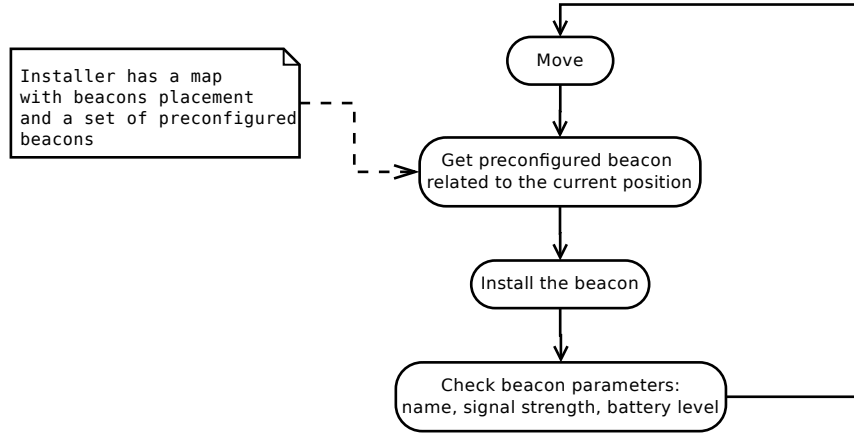 Installer has a map
with beacons placement
and a set of preconfigured
beacons
Move
Get preconfigured beacon
related to the current position
Install the beacon
Check beacon parameters:
name, signal strength, battery level